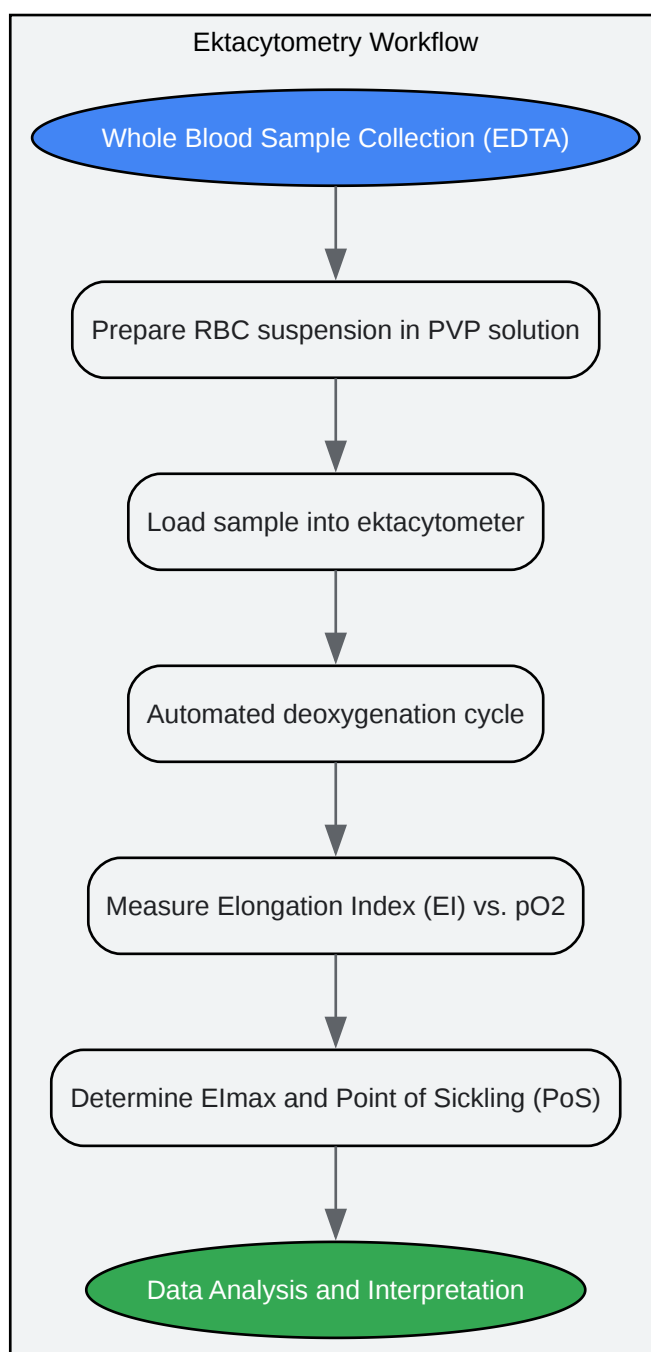 Ektacytometry Workflow
Whole Blood Sample Collection (EDTA)
Prepare RBC suspension in PVP solution
Load sample into ektacytometer
Automated deoxygenation cycle
Measure Elongation Index (EI) vs. pO2
Determine EImax and Point of Sickling (PoS)
Data Analysis and Interpretation